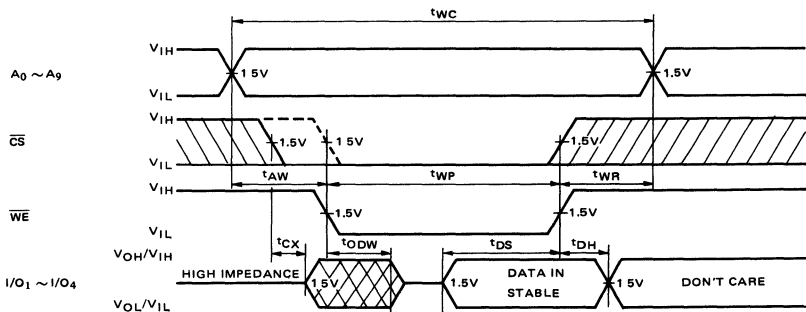 tWC
VIH
A0 ~ A9
1 5V
1.5V
VIL
VIH
CS
1.5V
1 5V
1.5V
VIL
tAW
tWP
tWR
VIH
WE
1.5V
1.5V
VIL
tCX
tODW
tDS
tDH
VOH/VIH
I/O1 ~ I/O4
HIGH IMPEDANCE
1 5V
1.5V
DATA IN
STABLE
1 5V
DON'T CARE
VOL/VIL